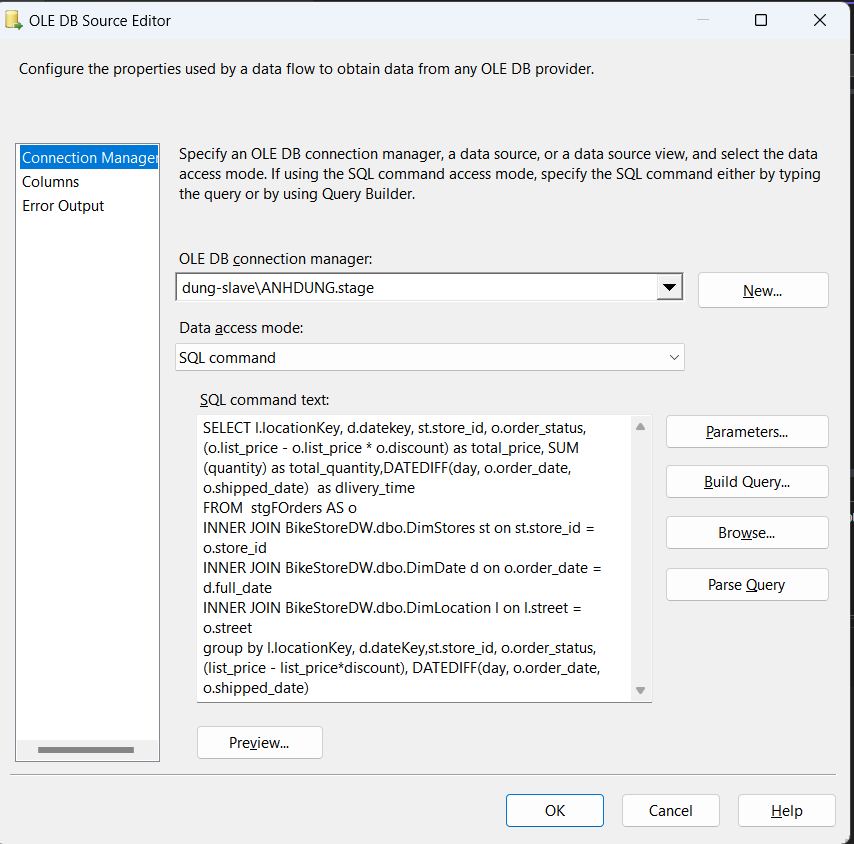 OLE DB Source Editor
Configure the properties used by a data flow to obtain data from any OLE DB provider.
Connection Manager
Columns
Error Output
Specify an OLE DB connection manager, a data source, or a data source view, and select the data
access mode. If using the SQL command access mode, specify the SQL command either by typing
the query or by using Query Builder.
OLE DB connection manager:
dung-slave\ANHDUNG.stage
New...
Data access mode:
SQL command
SQL command text:
SELECT l.locationKey, d.datekey, st.store_id, o.order_status,
(o.list_price - o.list_price * o.discount) as total_price, SUM
(quantity) as total_quantity,DATEDIFF(day, o.order_date,
o.shipped_date)  as dlivery_time
FROM  stgFOrders AS o
INNER JOIN BikeStoreDW.dbo.DimStores st on st.store_id =
o.store_id
INNER JOIN BikeStoreDW.dbo.DimDate d on o.order_date =
d.full_date
INNER JOIN BikeStoreDW.dbo.DimLocation l on l.street =
o.street
group by l.locationKey, d.dateKey,st.store_id, o.order_status,
(list_price - list_price*discount), DATEDIFF(day, o.order_date,
o.shipped_date)
Parameters...
Build Query...
Browse...
Parse Query
Preview...
OK
Cancel
Help